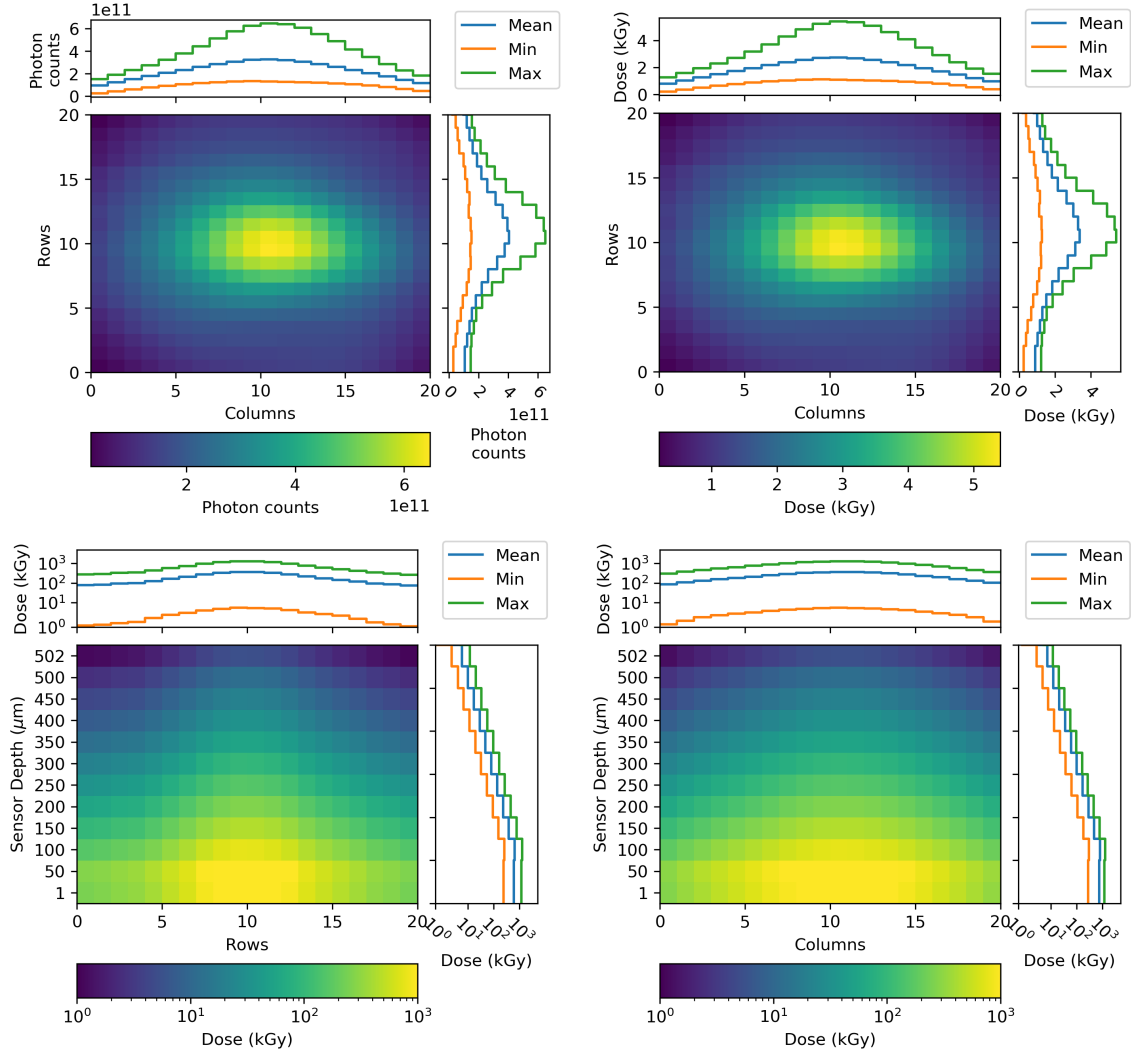 1e11
6
4
2
0
Photon
counts
Mean
Min
Max
20
15
10
5
0
Rows
0 5 10 15 20
Columns
0 2 4 6
1e11
Photon
counts
2 4 6
1e11
Photon counts
4
2
0
Dose (kGy)
Mean
Min
Max
20
15
10
5
0
Rows
0 5 10 15 20
Columns
0 2 4
Dose (kGy)
1 2 3 4 5
Dose (kGy)
10³
10²
10¹
10⁰
Dose (kGy)
Mean
Min
Max
502
500
450
400
350
300
250
200
150
100
50
1
Sensor Depth (μm)
0 5 10 15 20
Rows
10⁰ 10¹ 10² 10³
Dose (kGy)
10⁰ 10¹ 10² 10³
Dose (kGy)
10³
10²
10¹
10⁰
Dose (kGy)
Mean
Min
Max
502
500
450
400
350
300
250
200
150
100
50
1
Sensor Depth (μm)
0 5 10 15 20
Columns
10⁰ 10¹ 10² 10³
Dose (kGy)
10⁰ 10¹ 10² 10³
Dose (kGy)